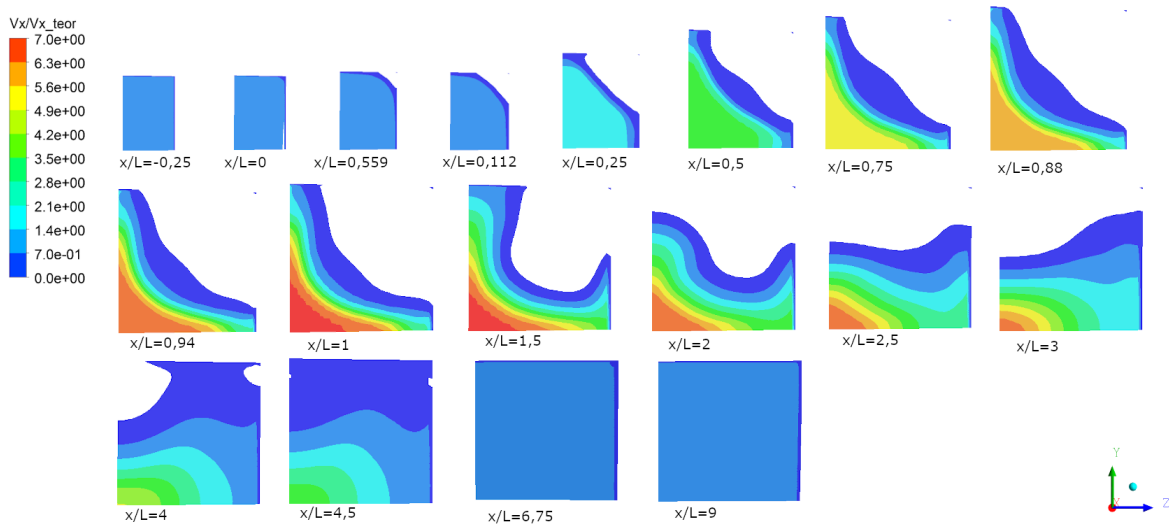 Vx/Vx_teor
7.0e+00
6.3e+00
5.6e+00
4.9e+00
4.2e+00
3.5e+00
2.8e+00
2.1e+00
1.4e+00
7.0e-01
0.0e+00
x/L=-0,25
x/L=0
x/L=0,559
x/L=0,112
x/L=0,25
x/L=0,5
x/L=0,75
x/L=0,88
x/L=0,94
x/L=1
x/L=1,5
x/L=2
x/L=2,5
x/L=3
x/L=4
x/L=4,5
x/L=6,75
x/L=9
Y
X
Z